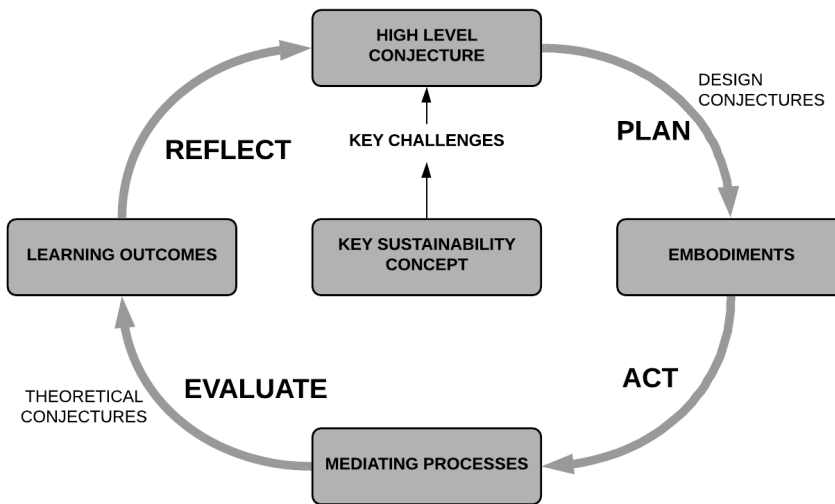 HIGH LEVEL
CONJECTURE
DESIGN
CONJECTURES
PLAN
KEY CHALLENGES
REFLECT
LEARNING OUTCOMES
KEY SUSTAINABILITY
CONCEPT
EMBODIMENTS
ACT
EVALUATE
THEORETICAL
CONJECTURES
MEDIATING PROCESSES